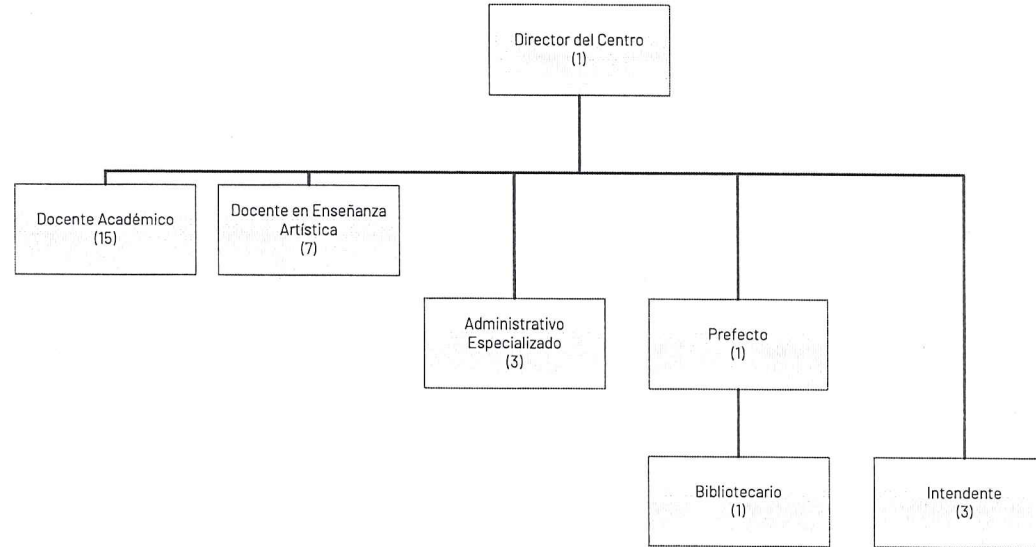 Director del Centro
(1)
Docente Académico
(15)
Docente en Enseñanza
Artística
(7)
Administrativo
Especializado
(3)
Prefecto
(1)
Bibliotecario
(1)
Intendente
(3)